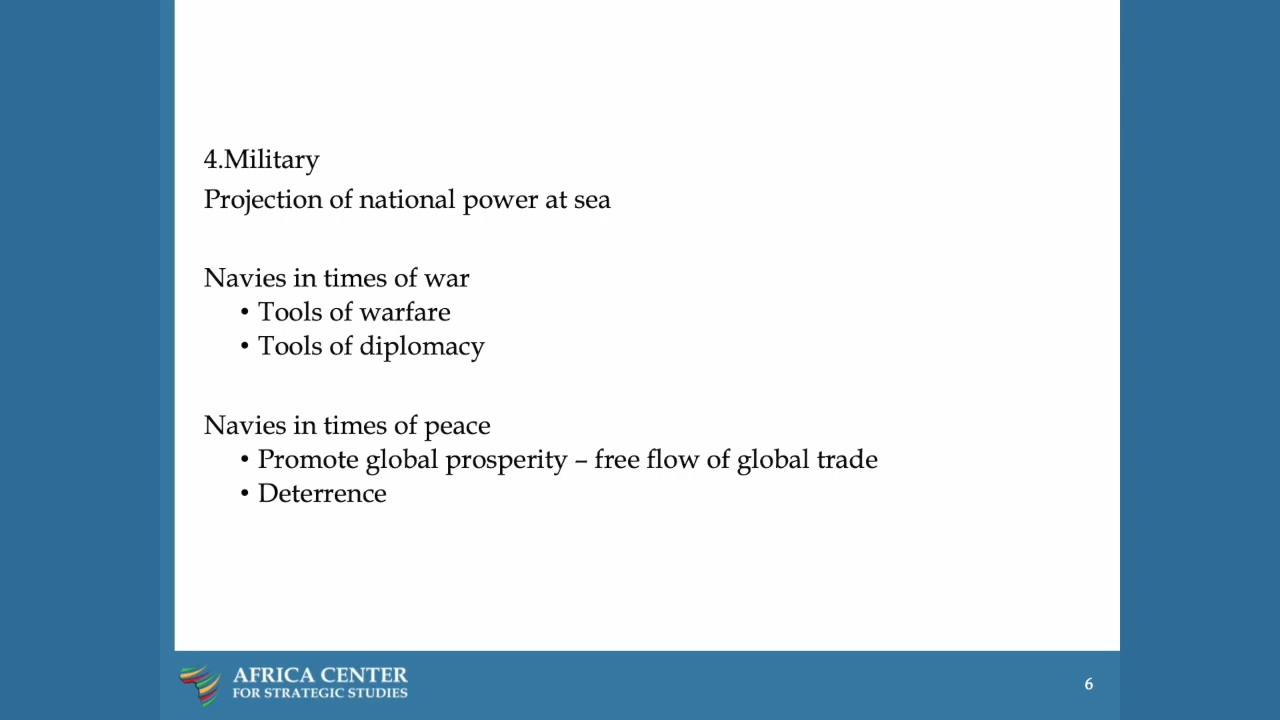 4.Military
Projection of national power at sea
Navies in times of war
• Tools of warfare
• Tools of diplomacy
Navies in times of peace
• Promote global prosperity – free flow of global trade
• Deterrence
AFRICA CENTER
FOR STRATEGIC STUDIES
6